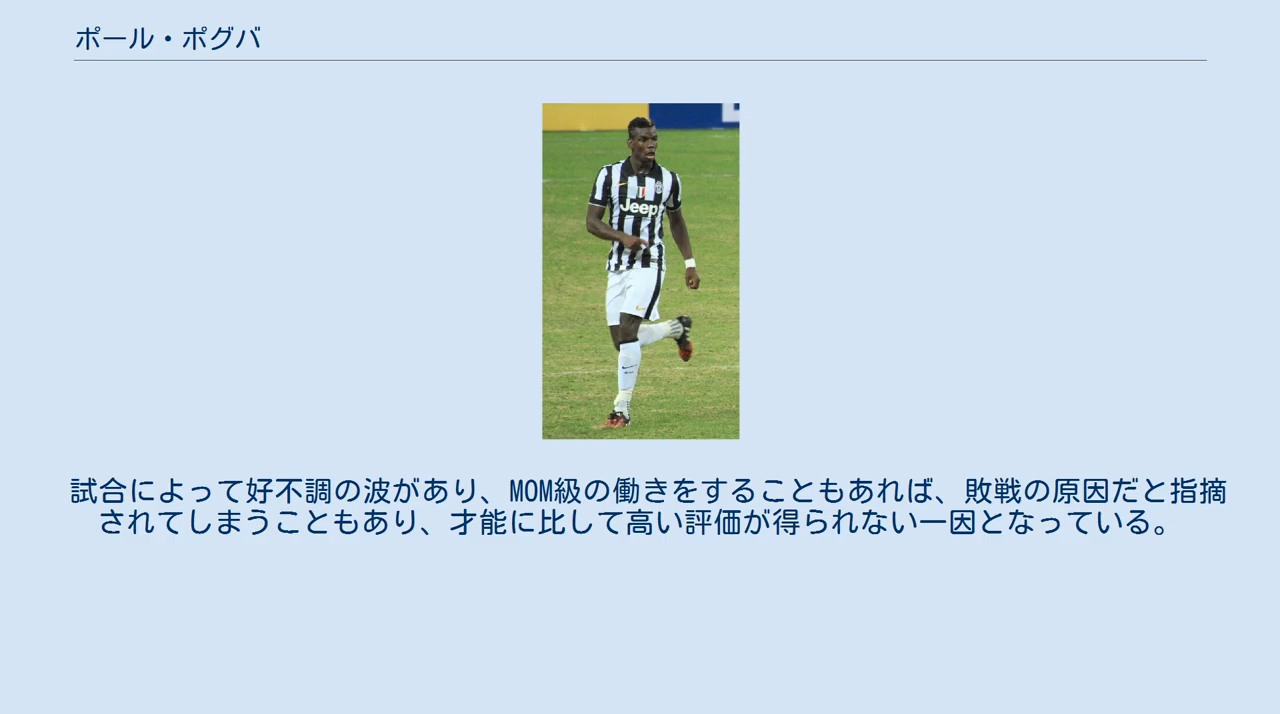 ポール・ポグバ
Jeep
試合によって好不調の波があり、MOM級の働きをすることもあれば、敗戦の原因だと指摘
されてしまうこともあり、才能に比して高い評価が得られない一因となっている。